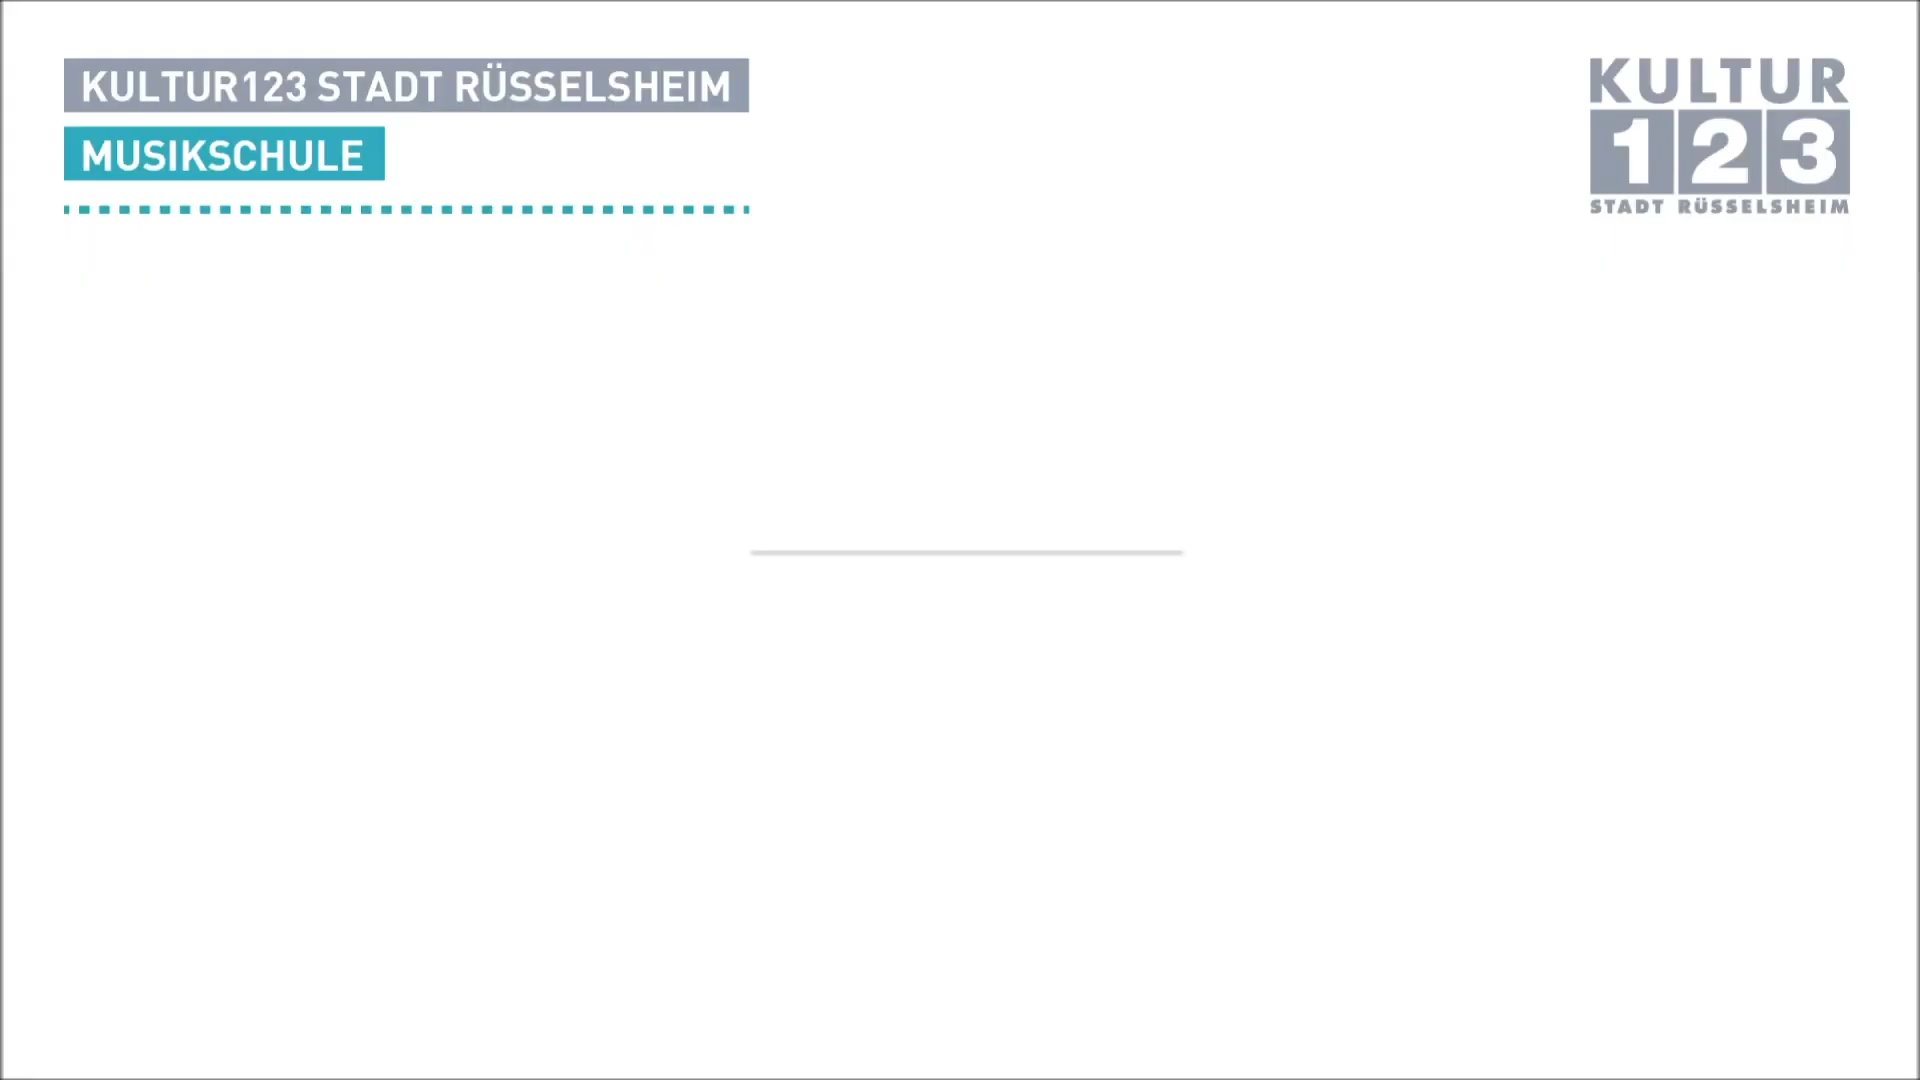 KULTUR123 STADT RÜSSELSHEIM
MUSIKSCHULE
KULTUR
123
STADT RÜSSELSHEIM